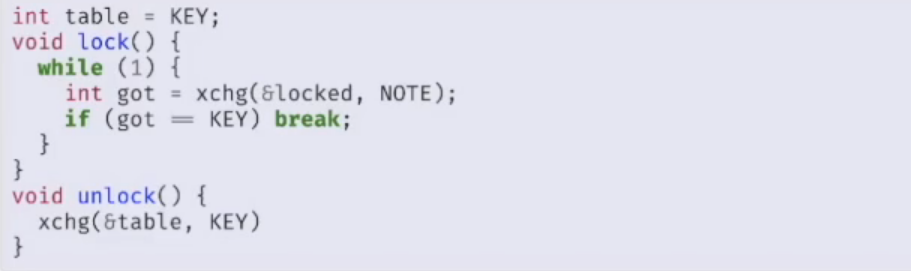 int table = KEY;
void lock() {
while (1) {
int got = xchg(&locked, NOTE);
if (got == KEY) break;
}
}
void unlock() {
xchg(&table, KEY)
}